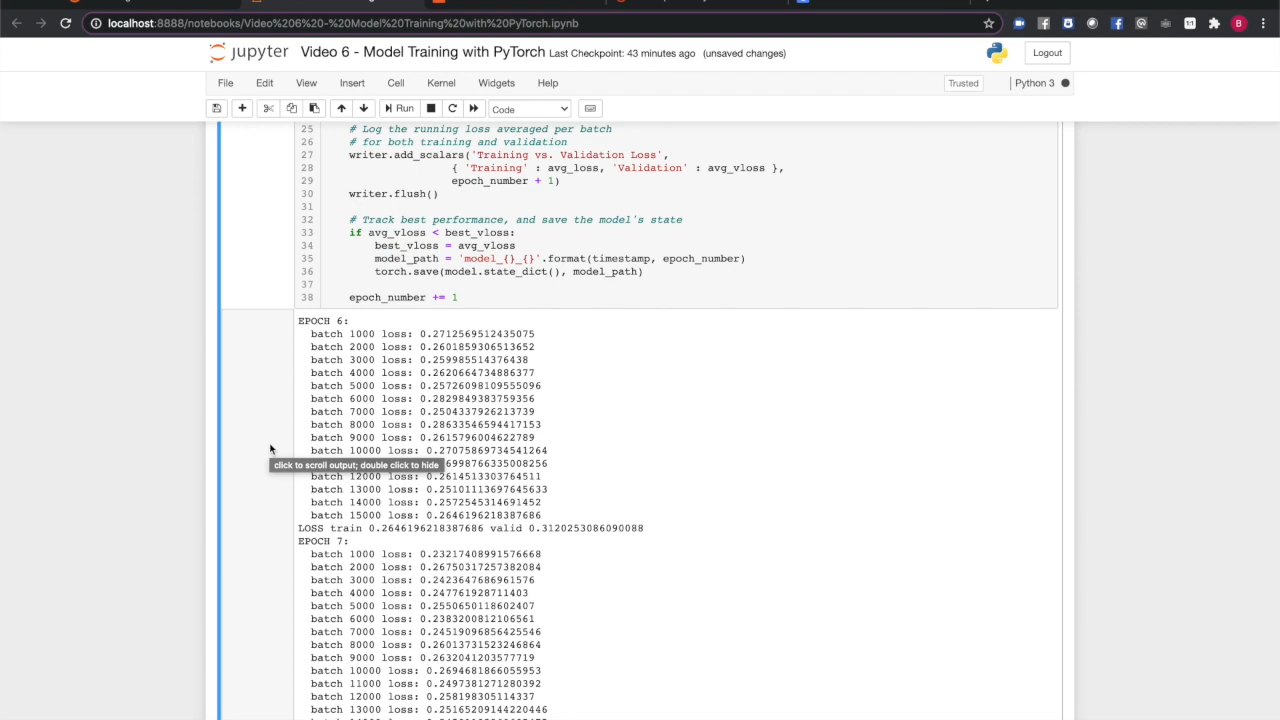 localhost:8888/notebooks/Video%206%20-%20Model%20Training%20with%20PyTorch.ipynb
B
jupyter Video 6 - Model Training with PyTorch Last Checkpoint: 43 minutes ago (unsaved changes)
Logout
File Edit View Insert Cell Kernel Widgets Help
Trusted
Python 3
Run
Code
25 # Log the running loss averaged per batch
26 # for both training and validation
27 writer.add_scalars('Training vs. Validation Loss',
28 { 'Training' : avg_loss, 'Validation' : avg_vloss },
29 epoch_number + 1)
30 writer.flush()
31
32 # Track best performance, and save the model's state
33 if avg_vloss < best_vloss:
34 best_vloss = avg_vloss
35 model_path = 'model_{}_{}'.format(timestamp, epoch_number)
36 torch.save(model.state_dict(), model_path)
37
38 epoch_number += 1
EPOCH 6:
batch 1000 loss: 0.2712569512435075
batch 2000 loss: 0.2601859306513652
batch 3000 loss: 0.259985514376438
batch 4000 loss: 0.2620664734886377
batch 5000 loss: 0.25726098109555096
batch 6000 loss: 0.2829849383759356
batch 7000 loss: 0.2504337926213739
batch 8000 loss: 0.28633546594417153
batch 9000 loss: 0.2615796004622789
batch 10000 loss: 0.27075869734541264
click to scroll output; double click to hide
69987663350082​56
batch 12000 loss: 0.2614513303764511
batch 13000 loss: 0.25101113697645633
batch 14000 loss: 0.2572545314691452
batch 15000 loss: 0.2646196218387686
LOSS train 0.2646196218387686 valid 0.3120253086090088
EPOCH 7:
batch 1000 loss: 0.23217408991576668
batch 2000 loss: 0.26750317257382084
batch 3000 loss: 0.2423647686961576
batch 4000 loss: 0.247761928711403
batch 5000 loss: 0.2550650118602407
batch 6000 loss: 0.2383200812106561
batch 7000 loss: 0.24519096856425546
batch 8000 loss: 0.26013731523246864
batch 9000 loss: 0.2632041203577719
batch 10000 loss: 0.2694681866055953
batch 11000 loss: 0.2497381271280392
batch 12000 loss: 0.258198305114337
batch 13000 loss: 0.25165209144220446